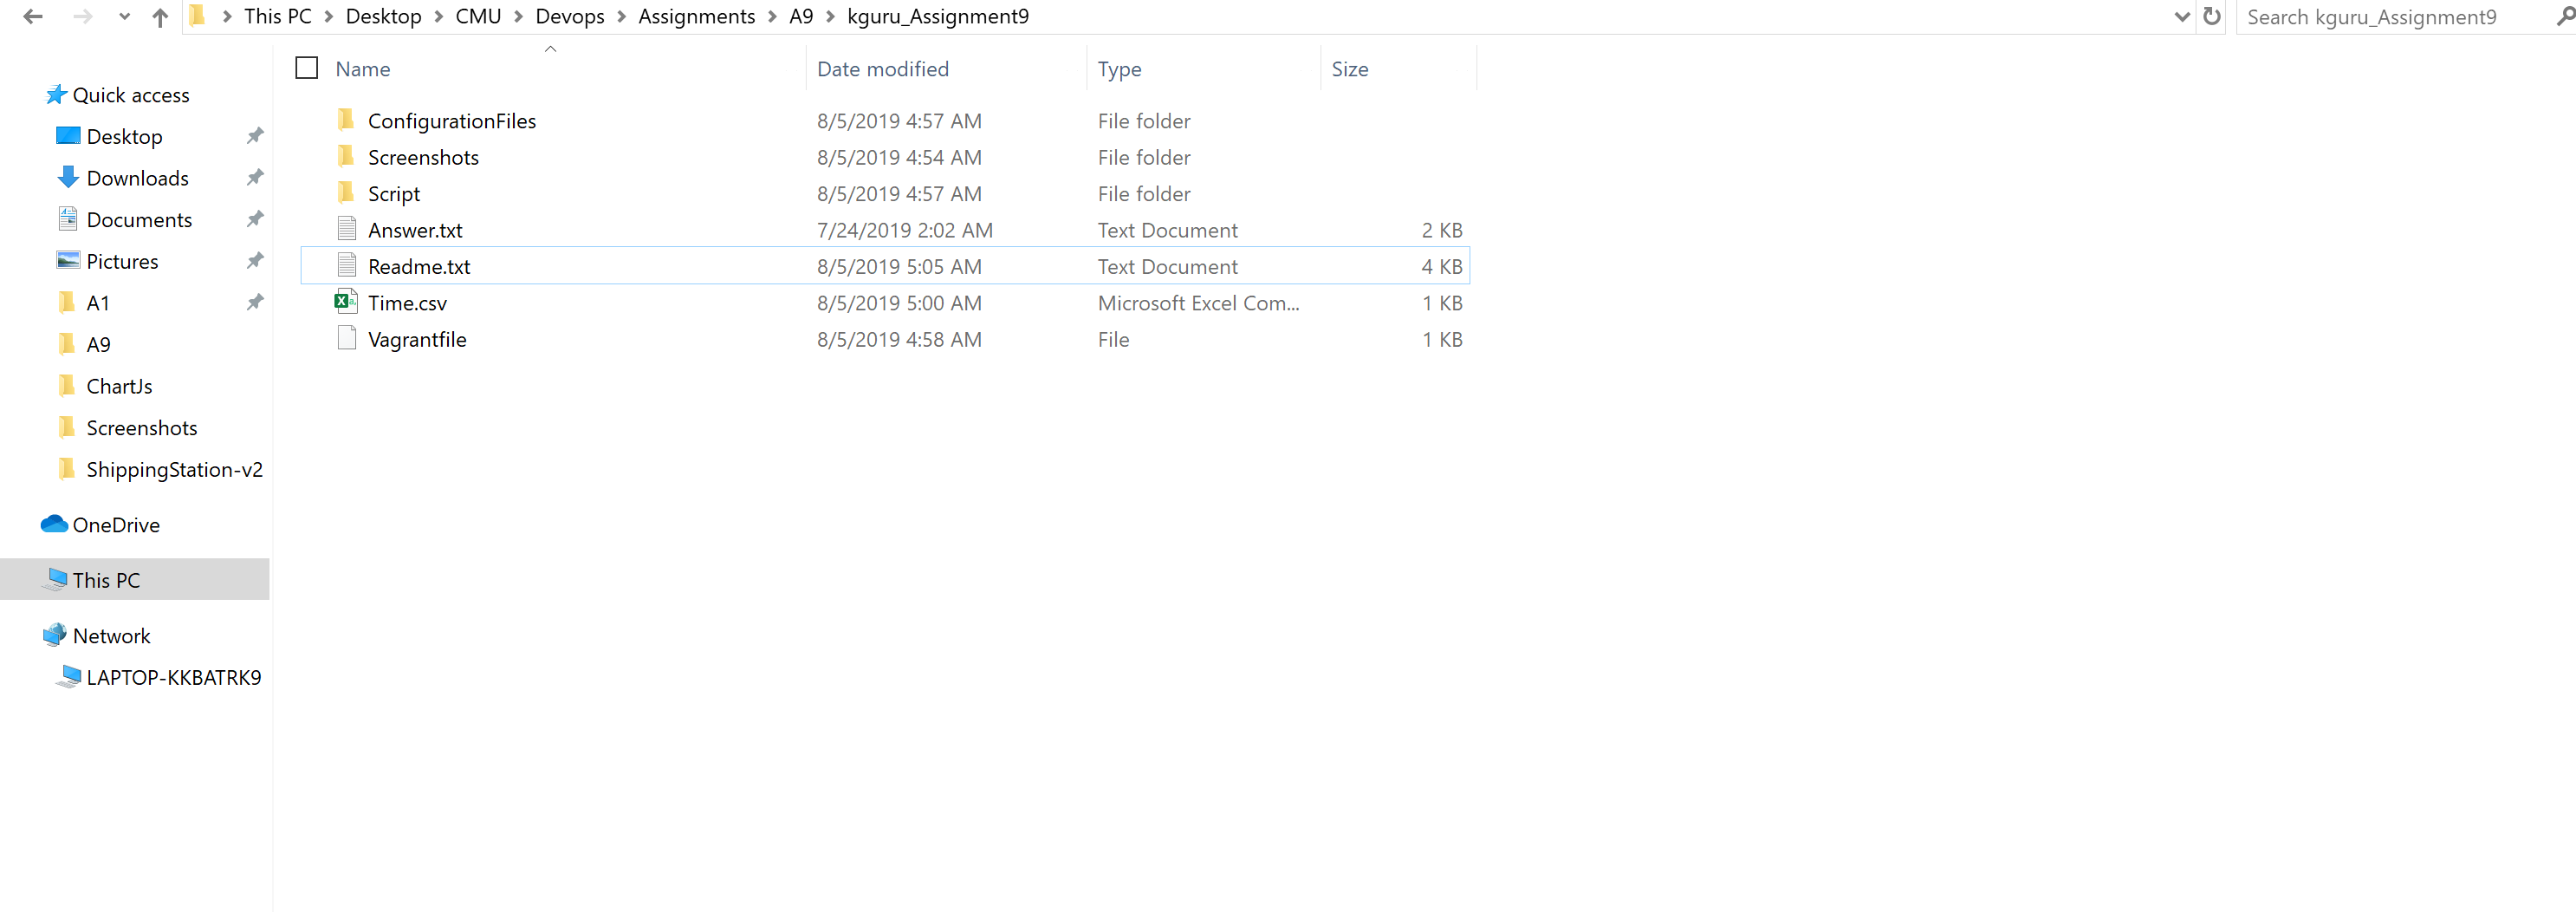 This PC > Desktop > CMU > Devops > Assignments > A9 > kguru_Assignment9
Search kguru_Assignment9
Name Date modified Type Size
Quick access
Desktop
Downloads
Documents
Pictures
A1
A9
ChartJs
Screenshots
ShippingStation-v2
OneDrive
This PC
Network
LAPTOP-KKBATRK9
ConfigurationFiles 8/5/2019 4:57 AM File folder
Screenshots 8/5/2019 4:54 AM File folder
Script 8/5/2019 4:57 AM File folder
Answer.txt 7/24/2019 2:02 AM Text Document 2 KB
Readme.txt 8/5/2019 5:05 AM Text Document 4 KB
Time.csv 8/5/2019 5:00 AM Microsoft Excel Com... 1 KB
Vagrantfile 8/5/2019 4:58 AM File 1 KB